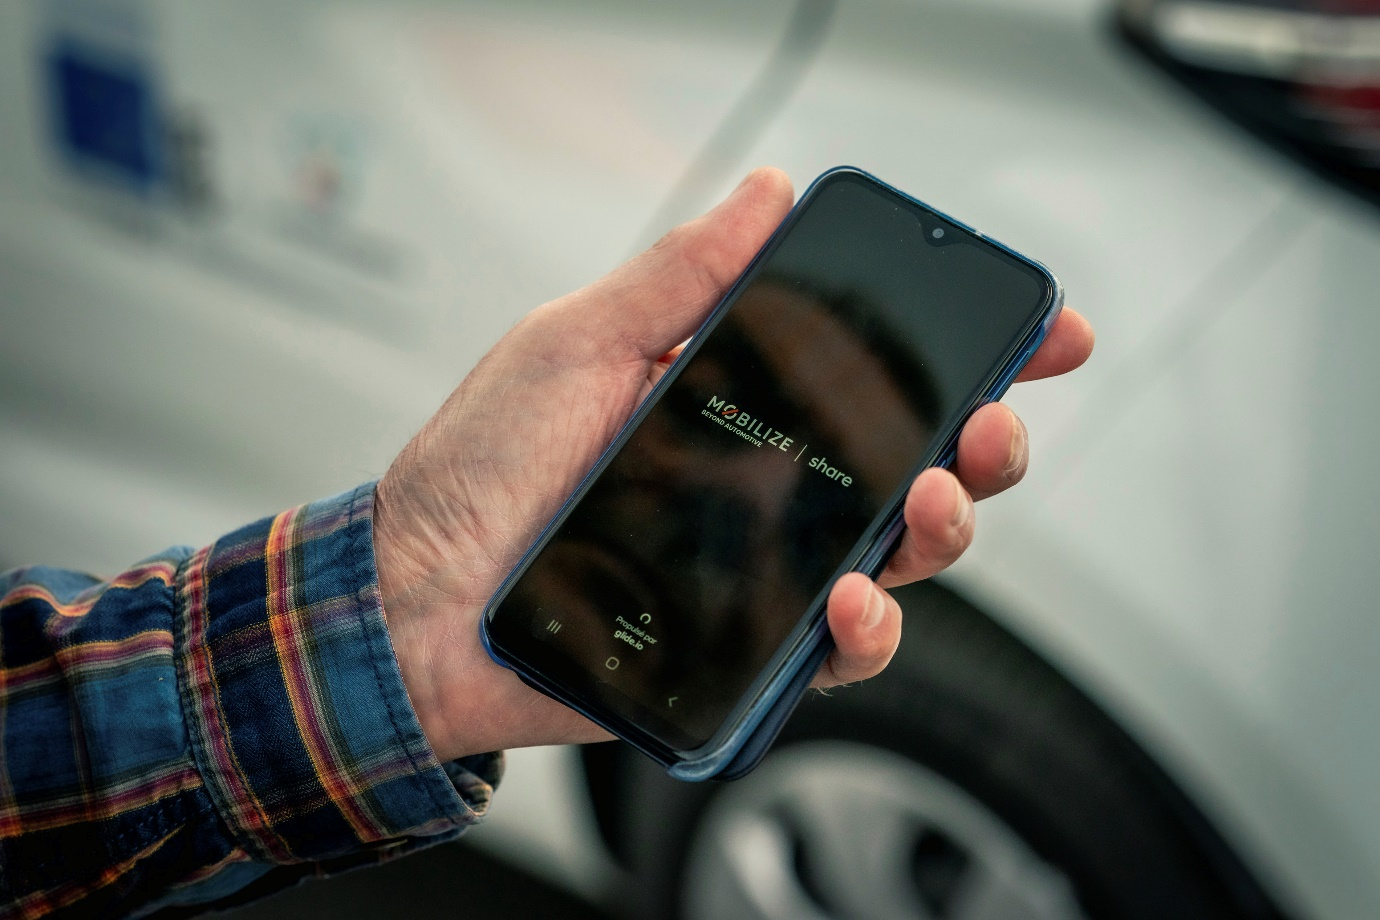 MOBILIZE | share
BEYOND AUTOMOTIVE
Propulsé par
glide.io